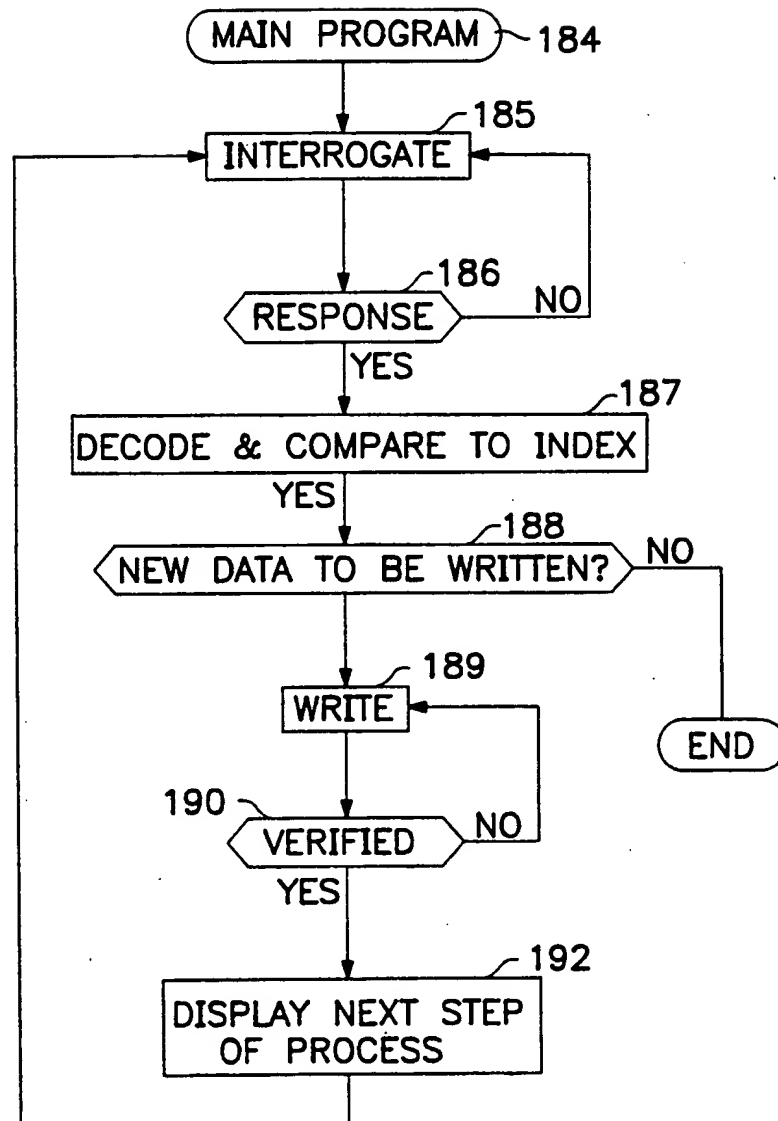 MAIN PROGRAM
184
185
INTERROGATE
186
RESPONSE
NO
YES
187
DECODE & COMPARE TO INDEX
YES
188
NEW DATA TO BE WRITTEN?
NO
189
WRITE
END
190
VERIFIED
NO
YES
192
DISPLAY NEXT STEP
OF PROCESS